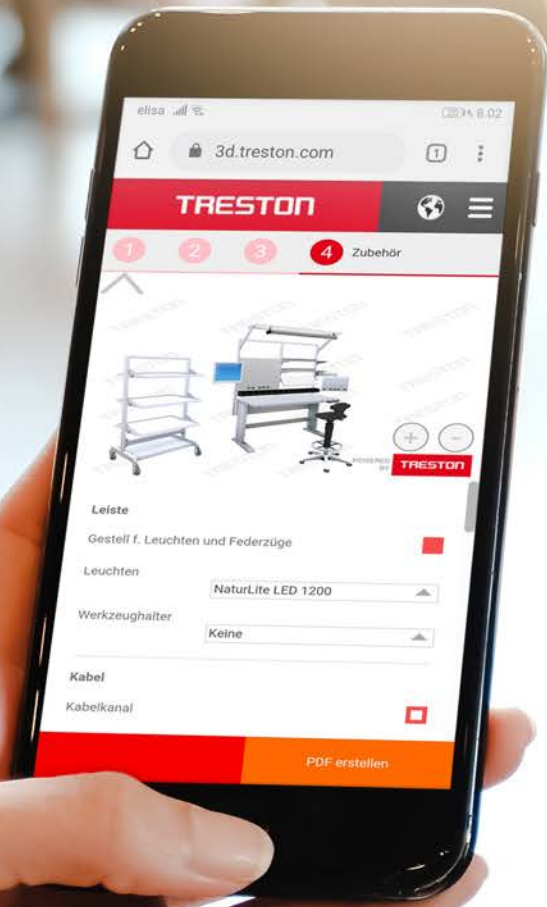 elisa
8.02
3d.treston.com
1
TRESTON
1 2 3 4 Zubehör
POWERED
BY TRESTON
Leiste
Gestell f. Leuchten und Federzüge
Leuchten
NaturLite LED 1200
Werkzeughalter
Keine
Kabel
Kabelkanal
PDF erstellen